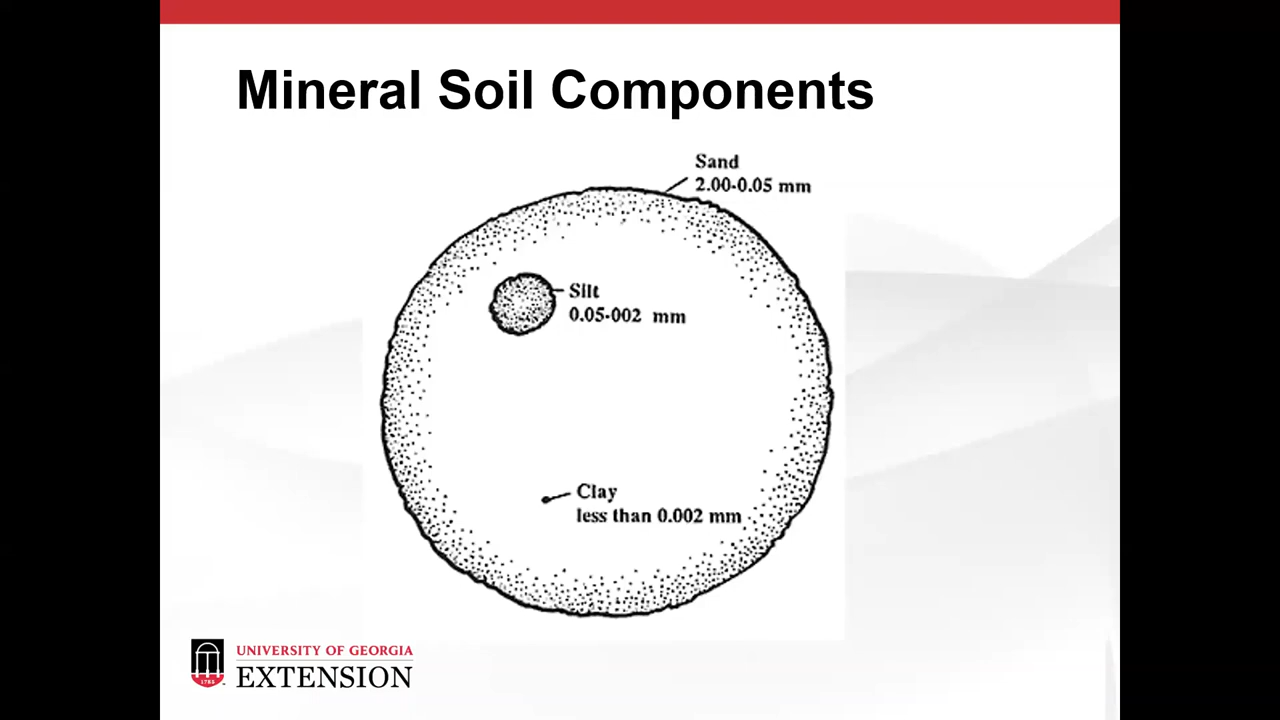 Mineral Soil Components
Sand
2.00-0.05 mm
Silt
0.05-002 mm
Clay
less than 0.002 mm
UNIVERSITY OF GEORGIA
EXTENSION